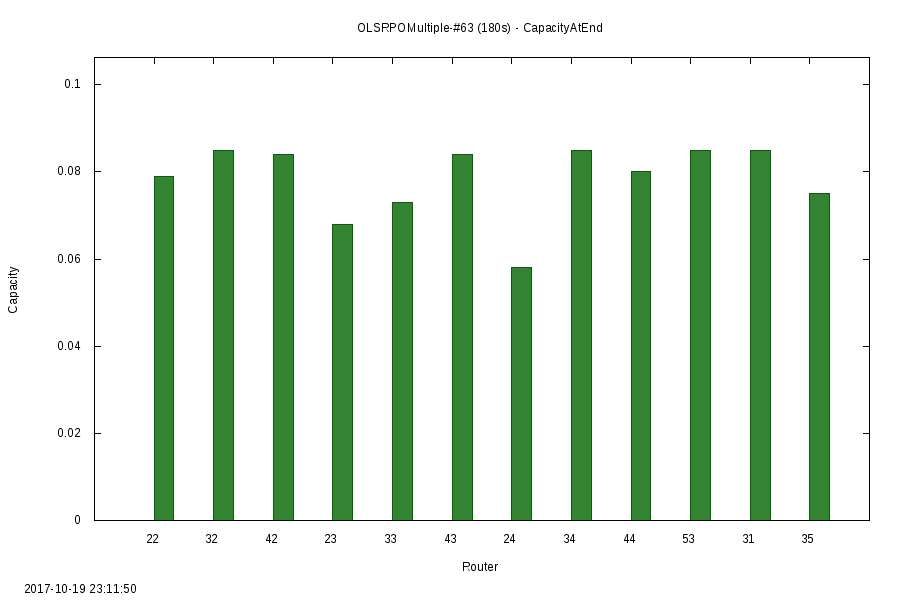 OLSRPOMultiple-#63 (180s) - CapacityAtEnd
0.1
0.08
0.06
0.04
0.02
0
Capacity
22 32 42 23 33 43 24 34 44 53 31 35
Router
2017-10-19 23:11:50